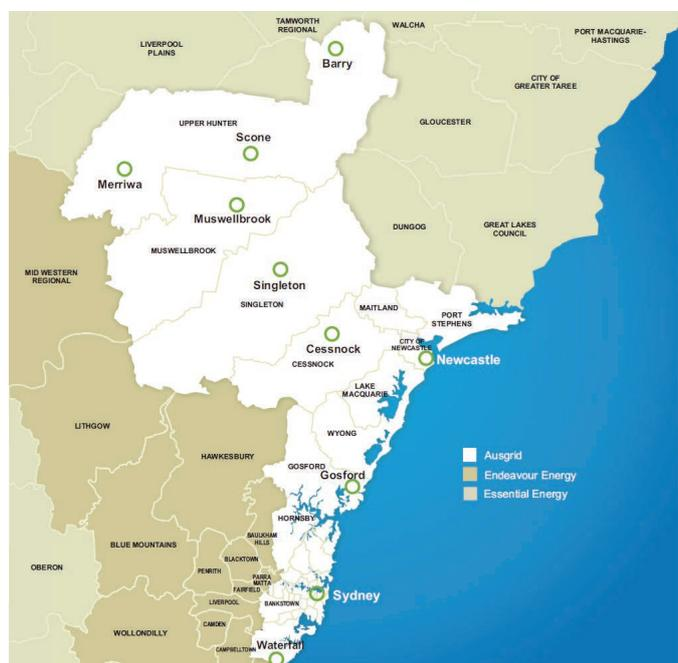 TAMWORTH
REGIONAL
WALCHA
PORT MACQUARIE-
HASTINGS
LIVERPOOL
PLAINS
Barry
CITY OF
GREATER TAREE
UPPER HUNTER
GLOUCESTER
Scone
Merriwa
Muswellbrook
DUNGOG
GREAT LAKES
COUNCIL
MUSWELLBROOK
MID WESTERN
REGIONAL
Singleton
SINGLETON
MAITLAND
PORT
STEPHENS
Cessnock
CITY OF
NEWCASTLE
Newcastle
CESSNOCK
LAKE
MACQUARIE
LITHGOW
WYONG
HAWKESBURY
Ausgrid
Endeavour Energy
Essential Energy
GOSFORD
Gosford
HORNSBY
BAULKHAM
HILLS
BLUE MOUNTAINS
BLACKTOWN
OBERON
PENRITH
PARRA
MATTA
FAIRFIELD
Sydney
LIVERPOOL
BANKSTOWN
CAMDEN
WOLLONDILLY
CAMPBELLTOWN
Waterfall